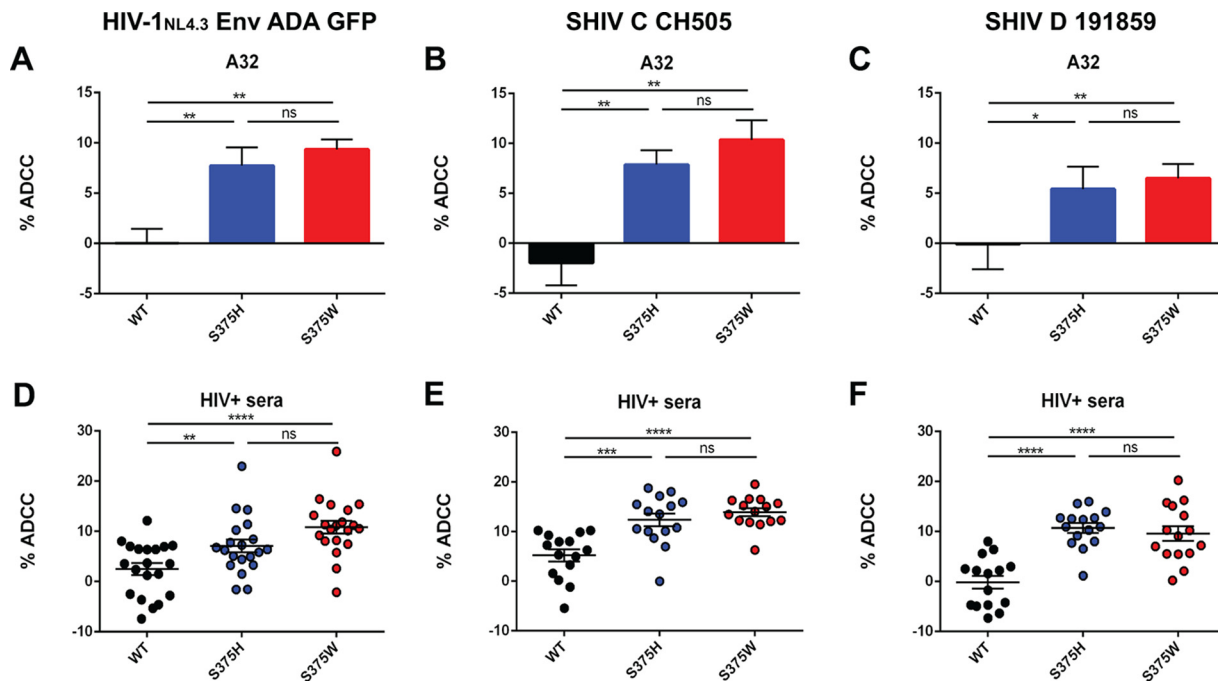 HIV-1NL4.3 Env ADA GFP
SHIV C CH505
SHIV D 191859
A
A32
% ADCC
15
10
5
0
-5
**
**
ns
WT
S375H
S375W
B
A32
% ADCC
15
10
5
0
-5
**
**
ns
WT
S375H
S375W
C
A32
% ADCC
15
10
5
0
-5
**
*
ns
WT
S375H
S375W
D
HIV+ sera
% ADCC
30
20
10
0
-10
****
**
ns
WT
S375H
S375W
E
HIV+ sera
% ADCC
30
20
10
0
-10
****
***
ns
WT
S375H
S375W
F
HIV+ sera
% ADCC
30
20
10
0
-10
****
****
ns
WT
S375H
S375W